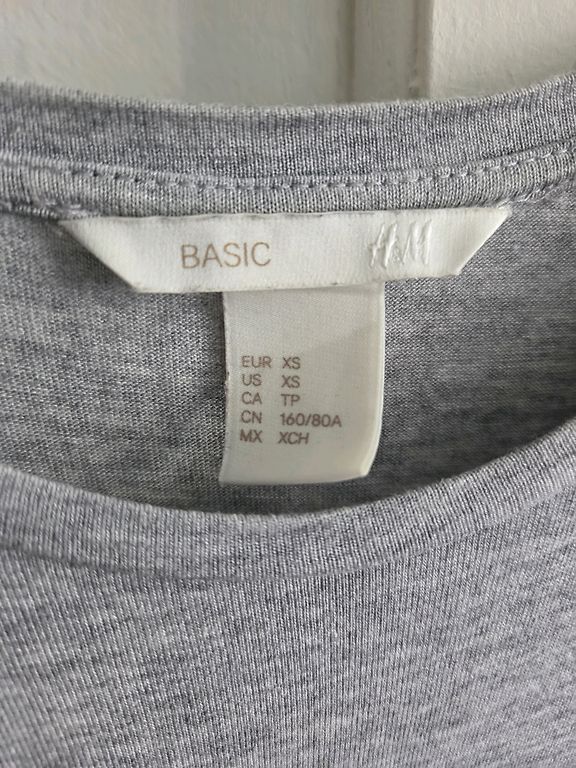 BASIC H&M
EUR XS
US XS
CA TP
CN 160/80A
MX XCH